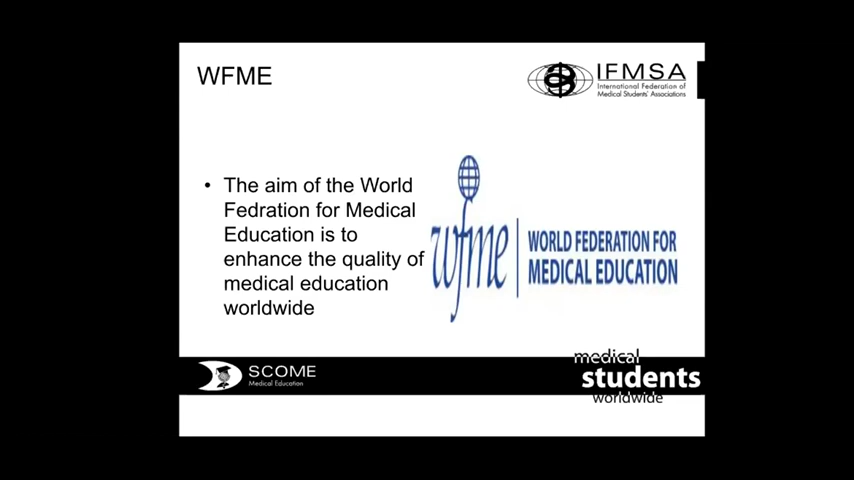 WFME
IFMSA
International Federation of
Medical Students' Associations
• The aim of the World
Fedration for Medical
Education is to
enhance the quality of
medical education
worldwide
wfme
WORLD FEDERATION FOR
MEDICAL EDUCATION
SCOME
Medical Education
medical
students
worldwide